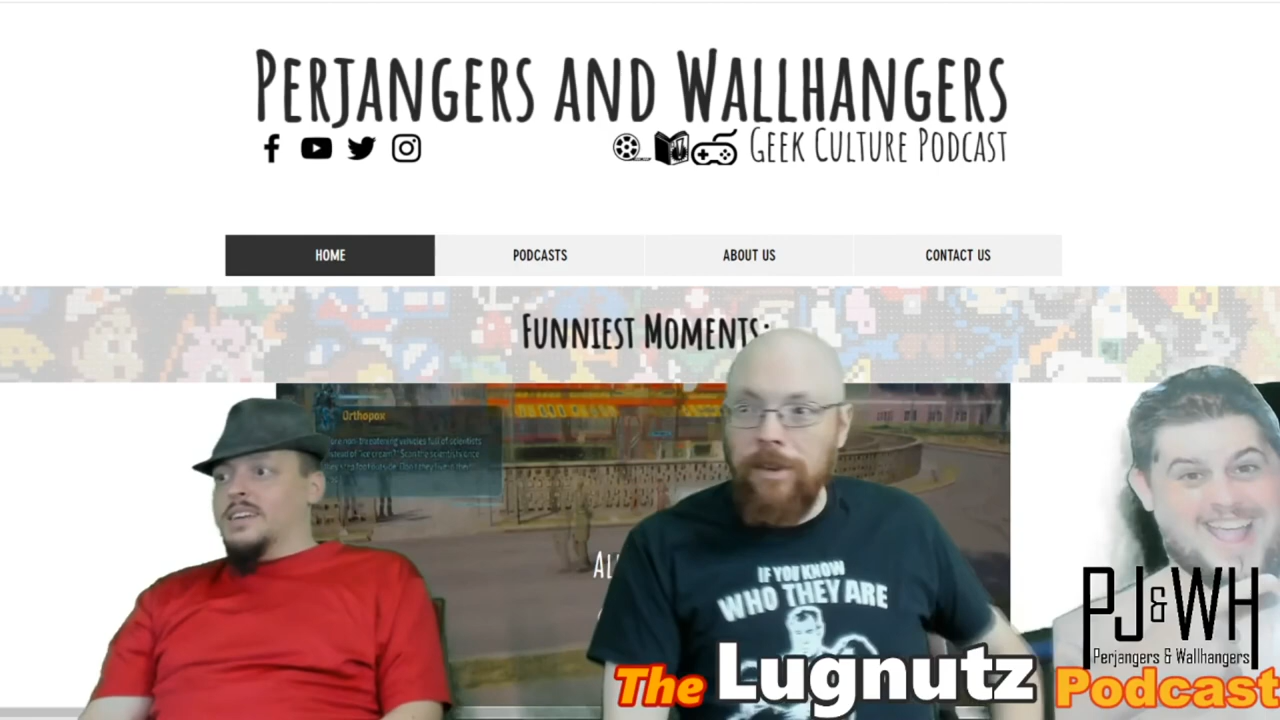 Perjangers and Wallhangers
Geek Culture Podcast
HOME
PODCASTS
ABOUT US
CONTACT US
Funniest Moments:
Orthopox
IF YOU KNOW
WHO THEY ARE
PJ&WH
Perjangers & Wallhangers
The Lugnutz Podcast